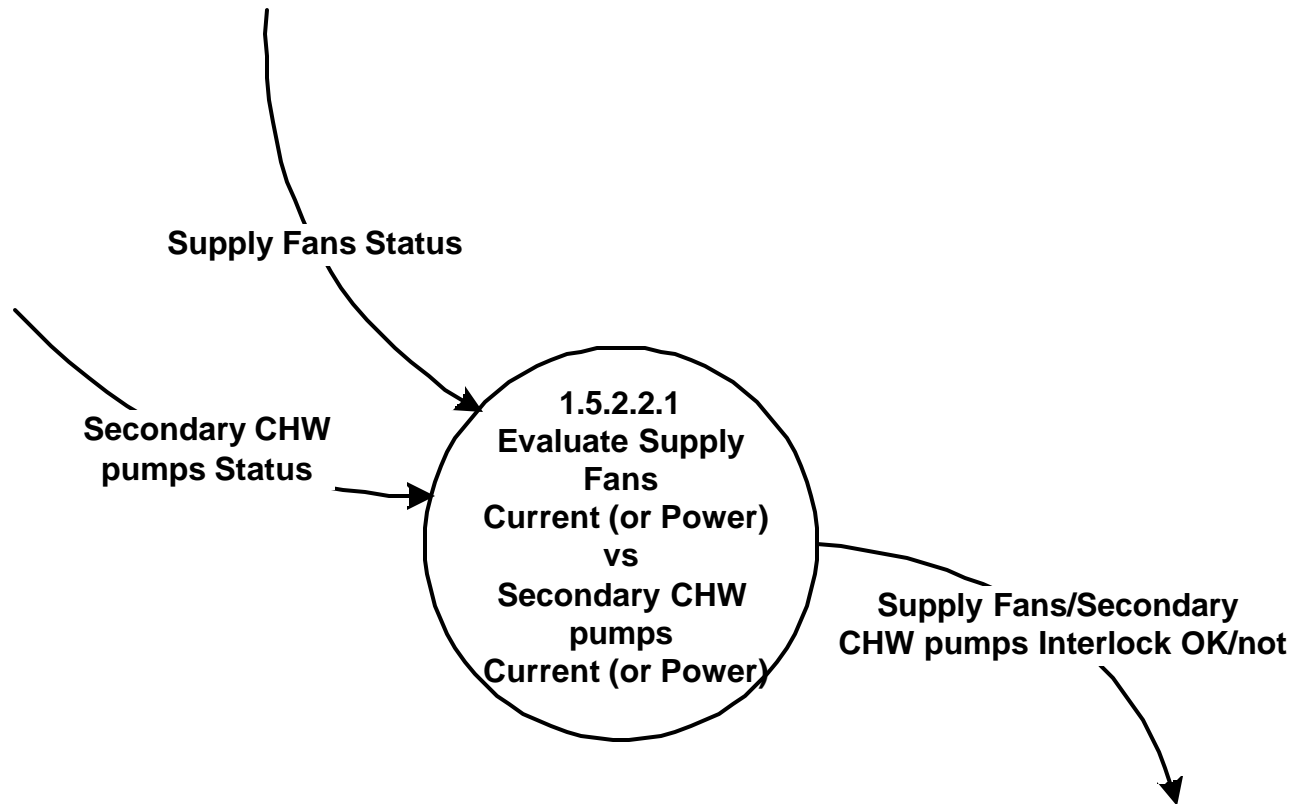 Supply Fans Status
Secondary CHW
pumps Status
1.5.2.2.1
Evaluate Supply
Fans
Current (or Power)
vs
Secondary CHW
pumps
Current (or Power)
Supply Fans/Secondary
CHW pumps Interlock OK/not